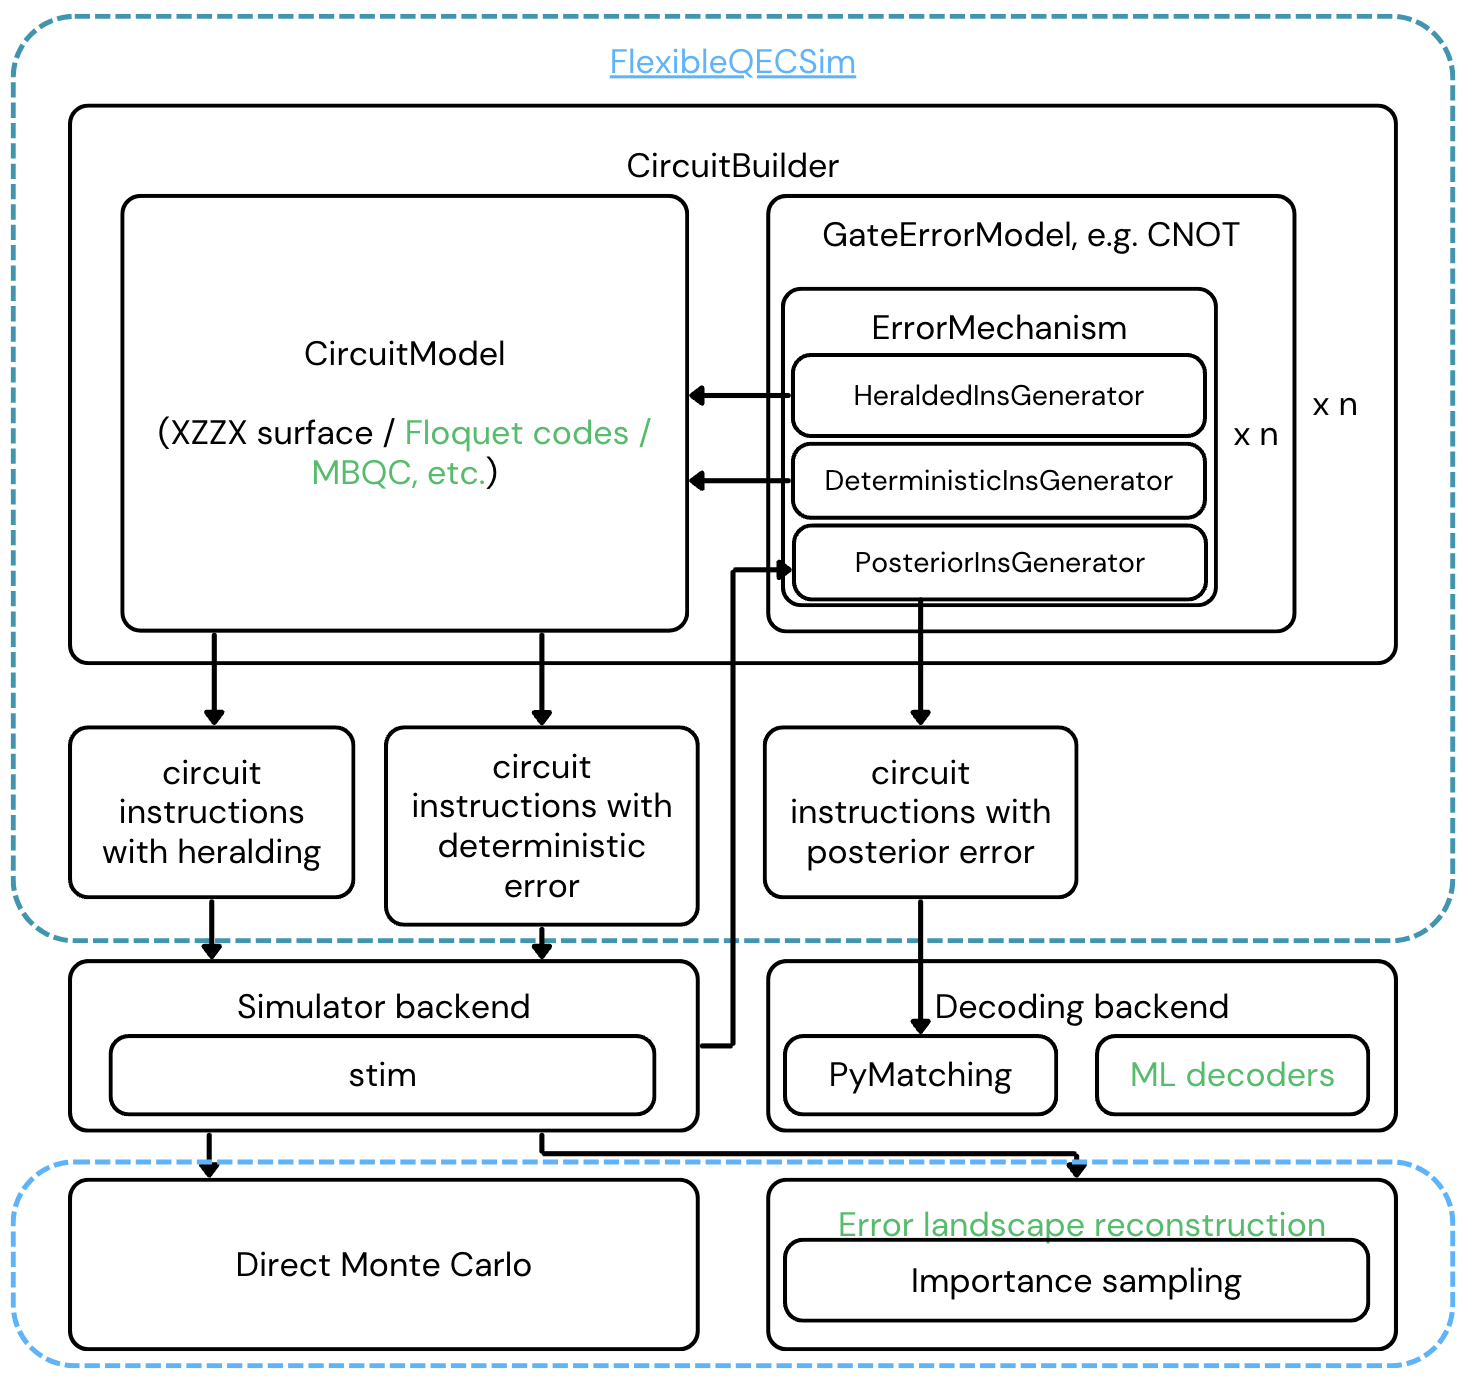 FlexibleQECSim
CircuitBuilder
CircuitModel
(XZZX surface / Floquet codes /
MBQC, etc.)
GateErrorModel, e.g. CNOT
ErrorMechanism
HeraldedInsGenerator
DeterministicInsGenerator
PosteriorInsGenerator
x n
x n
circuit
instructions
with heralding
circuit
instructions with
deterministic
error
circuit
instructions with
posterior error
Simulator backend
stim
Decoding backend
PyMatching
ML decoders
Direct Monte Carlo
Error landscape reconstruction
Importance sampling